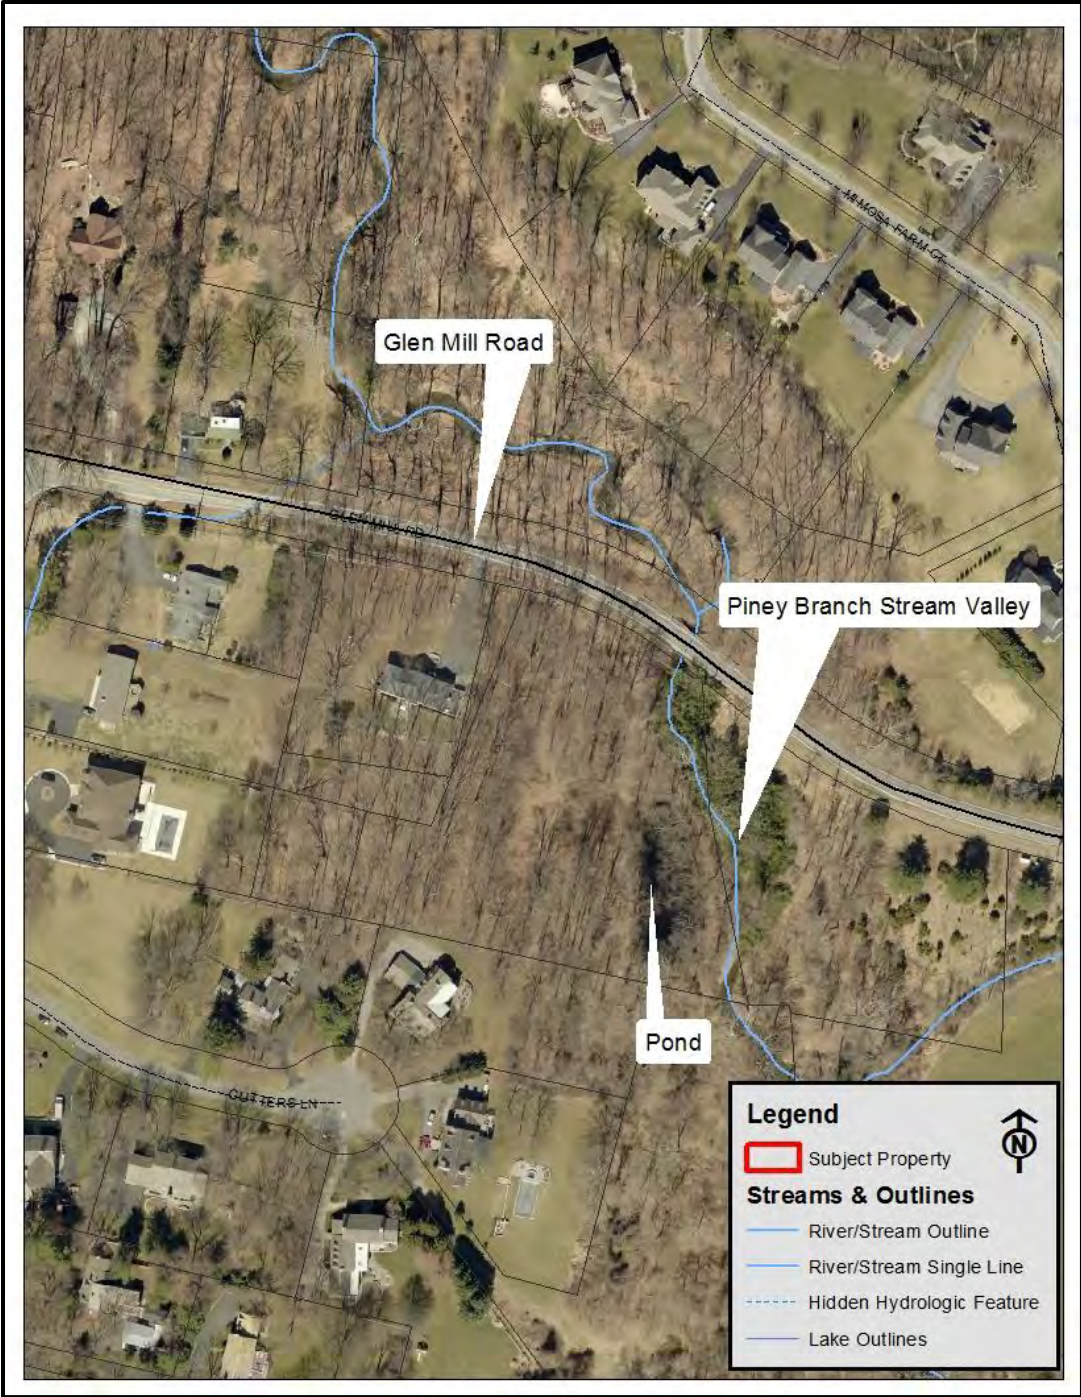 MIMOSA FARM CT
Glen Mill Road
GLEN MILL RD
Piney Branch Stream Valley
Pond
CUTTERS LN
Legend
N
Subject Property
Streams & Outlines
River/Stream Outline
River/Stream Single Line
Hidden Hydrologic Feature
Lake Outlines